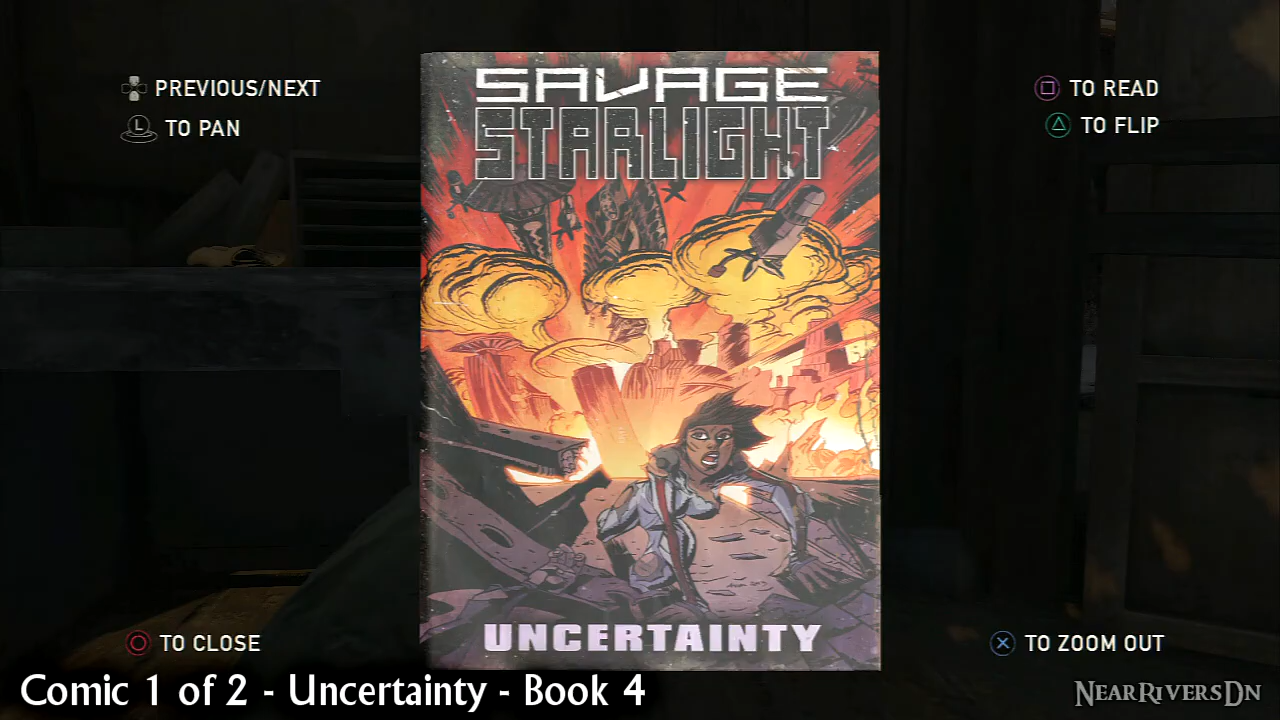 PREVIOUS/NEXT
L TO PAN
SAVAGE
STARLIGHT
TO READ
TO FLIP
UNCERTAINTY
TO CLOSE
TO ZOOM OUT
Comic 1 of 2 - Uncertainty - Book 4
NEARRIVERSDN